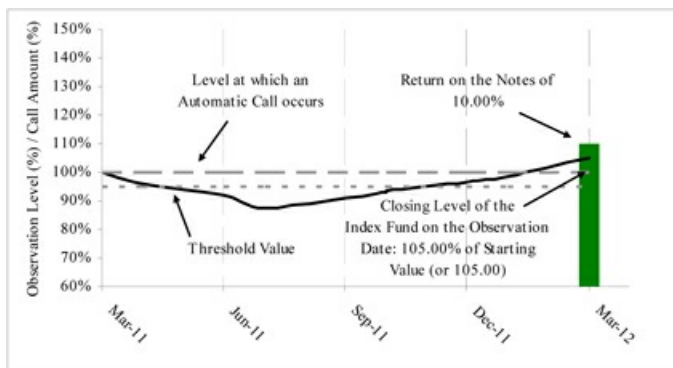 Observation Level (%) / Call Amount (%)
150%
140%
130%
120%
110%
100%
90%
80%
70%
60%
Level at which an
Automatic Call occurs
Return on the Notes of
10.00%
Threshold Value
Closing Level of the
Index Fund on the Observation
Date: 105.00% of Starting
Value (or 105.00)
Mar-11
Jun-11
Sep-11
Dec-11
Mar-12